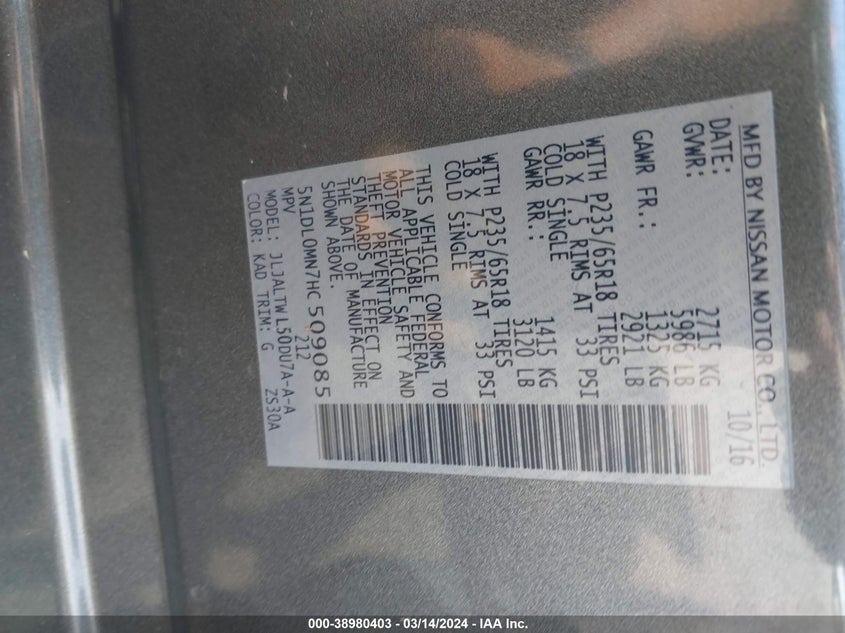 MFD BY NISSAN MOTOR CO., LTD.
DATE: 10/16
GVWR: 2715 KG
5986 LB
GAWR FR.: 1325 KG
2921 LB
WITH P235/65R18 TIRES
18 X 7.5 RIMS AT 33 PSI
COLD SINGLE
GAWR RR.: 1415 KG
3120 LB
WITH P235/65R18 TIRES
18 X 7.5 RIMS AT 33 PSI
COLD SINGLE
THIS VEHICLE CONFORMS TO
ALL APPLICABLE FEDERAL
MOTOR VEHICLE SAFETY AND
THEFT PREVENTION
STANDARDS IN EFFECT ON
THE DATE OF MANUFACTURE
SHOWN ABOVE.
5N1DL0MN7HC509085
MPV 212
MODEL: JLJALTWL50DU7A-A-A
COLOR: KAD TRIM: G ZS30A
000-38980403 - 03/14/2024 - IAA Inc.